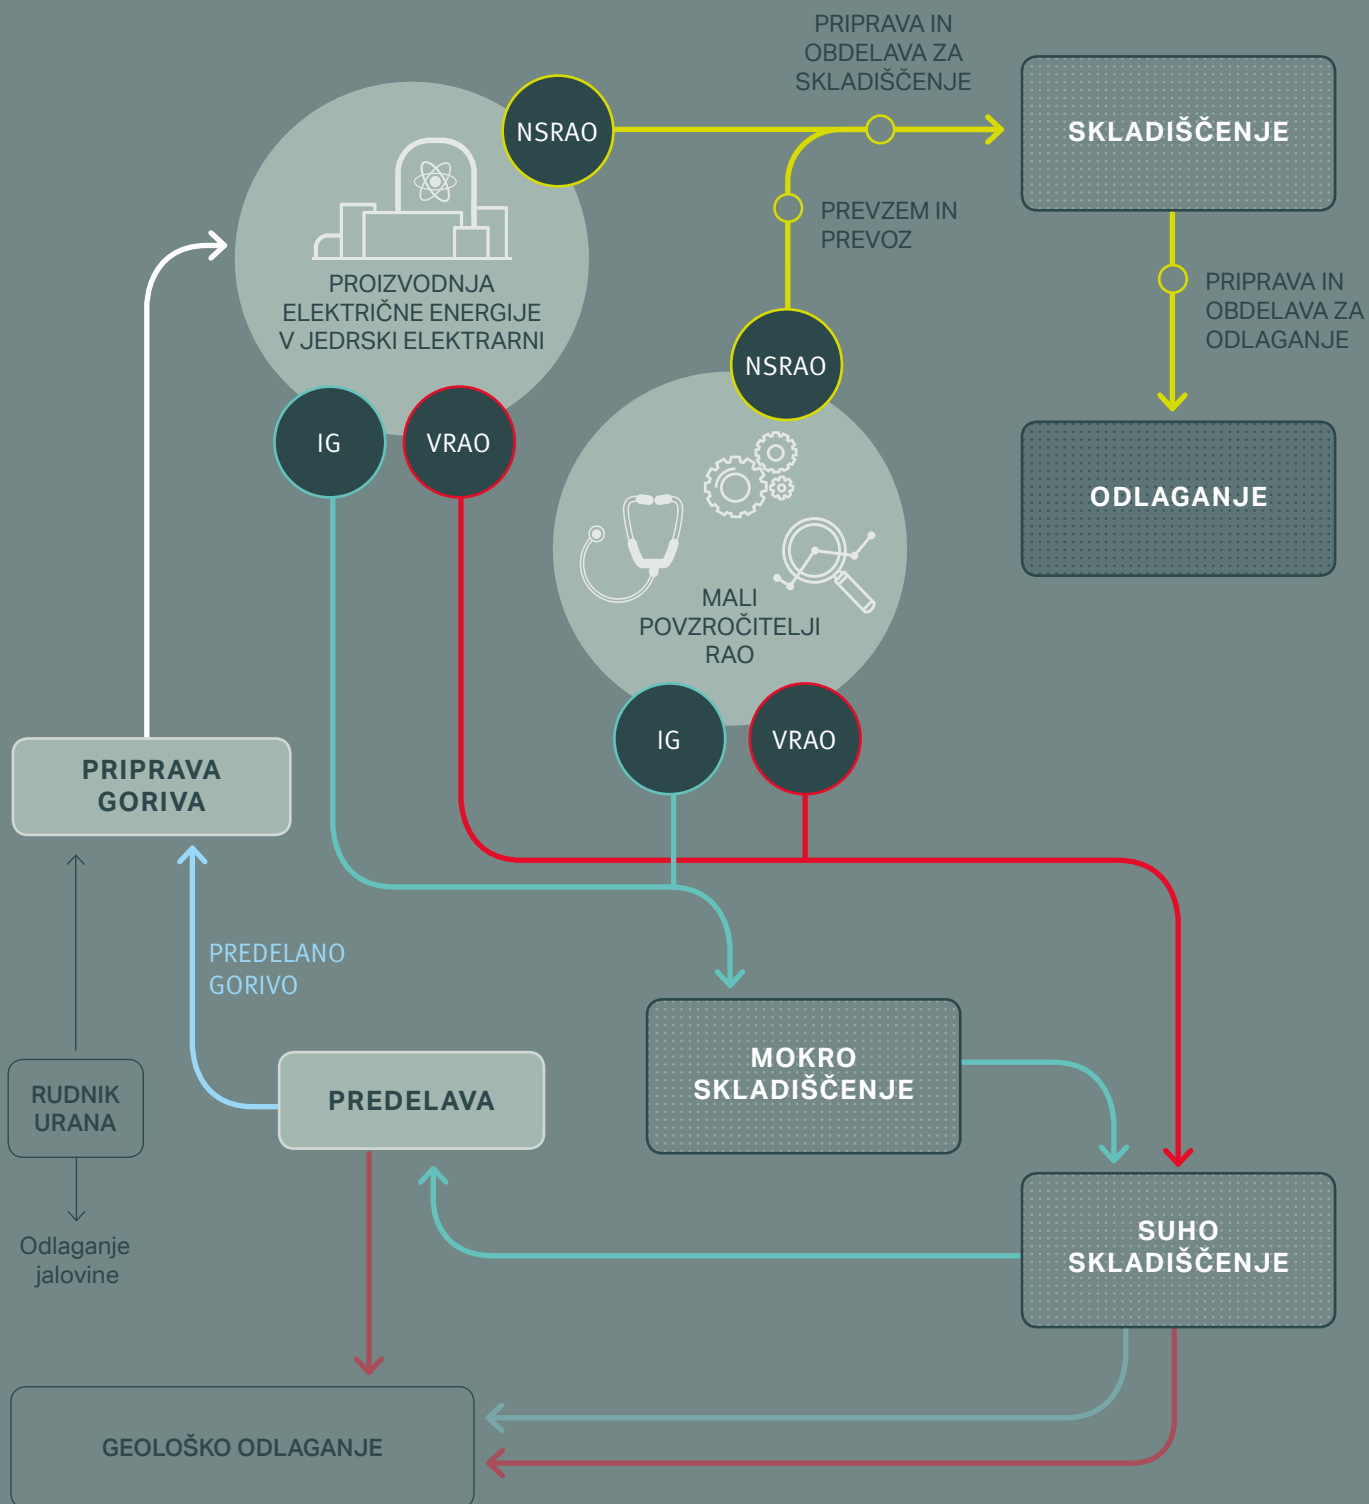 PRIPRAVA IN
OBDELAVA ZA
SKLADIŠČENJE
NSRAO
SKLADIŠČENJE
PREVZEM IN
PREVOZ
PROIZVODNJA
ELEKTRIČNE ENERGIJE
V JEDRSKI ELEKTRARNI
PRIPRAVA IN
OBDELAVA ZA
ODLAGANJE
NSRAO
IG
VRAO
ODLAGANJE
MALI
POVZROČITELJI
RAO
IG
VRAO
PRIPRAVA
GORIVA
PREDELANO
GORIVO
MOKRO
SKLADIŠČENJE
RUDNIK
URANA
PREDELAVA
Odlaganje
jalovine
SUHO
SKLADIŠČENJE
GEOLOŠKO ODLAGANJE